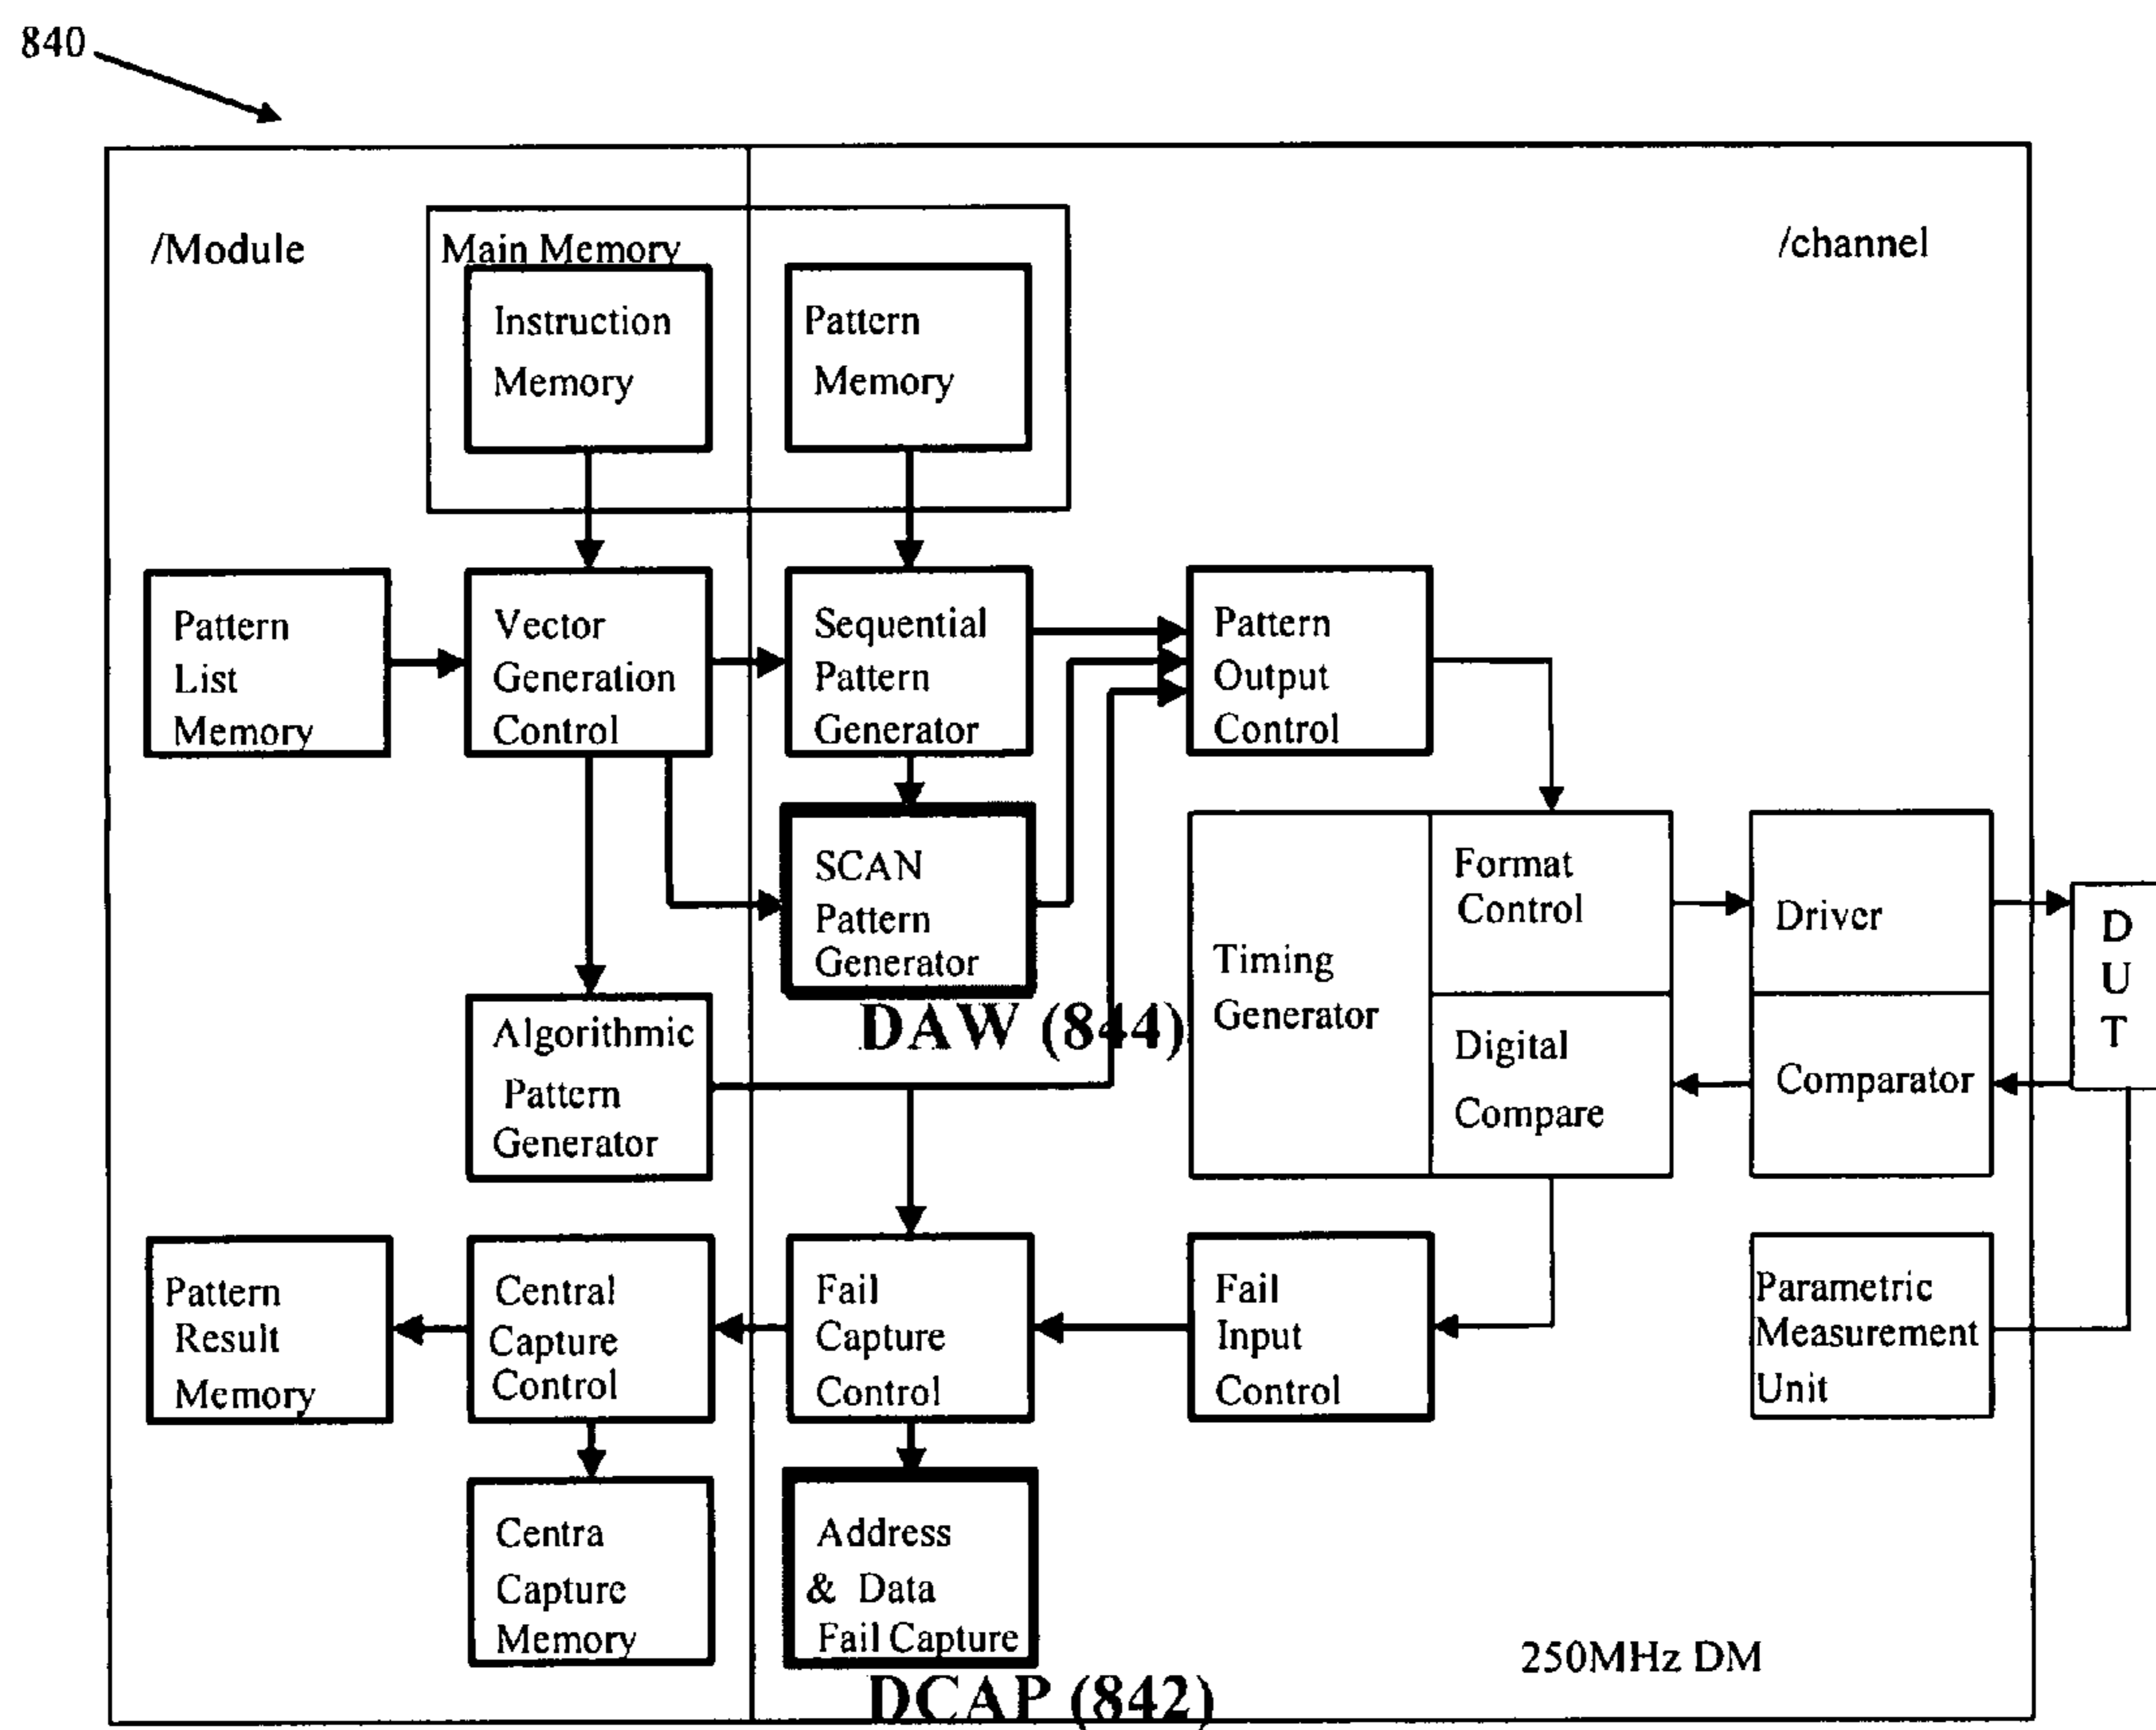 840
/Module
Main Memory
/channel
Instruction
Memory
Pattern
Memory
Pattern
List
Memory
Vector
Generation
Control
Sequential
Pattern
Generator
Pattern
Output
Control
SCAN
Pattern
Generator
DAW (844)
Timing
Generator
Format
Control
Driver
D
U
T
Algorithmic
Pattern
Generator
Digital
Compare
Comparator
Pattern
Result
Memory
Central
Capture
Control
Fail
Capture
Control
Fail
Input
Control
Parametric
Measurement
Unit
Centra
Capture
Memory
Address
& Data
Fail Capture
DCAP (842)
250MHz DM